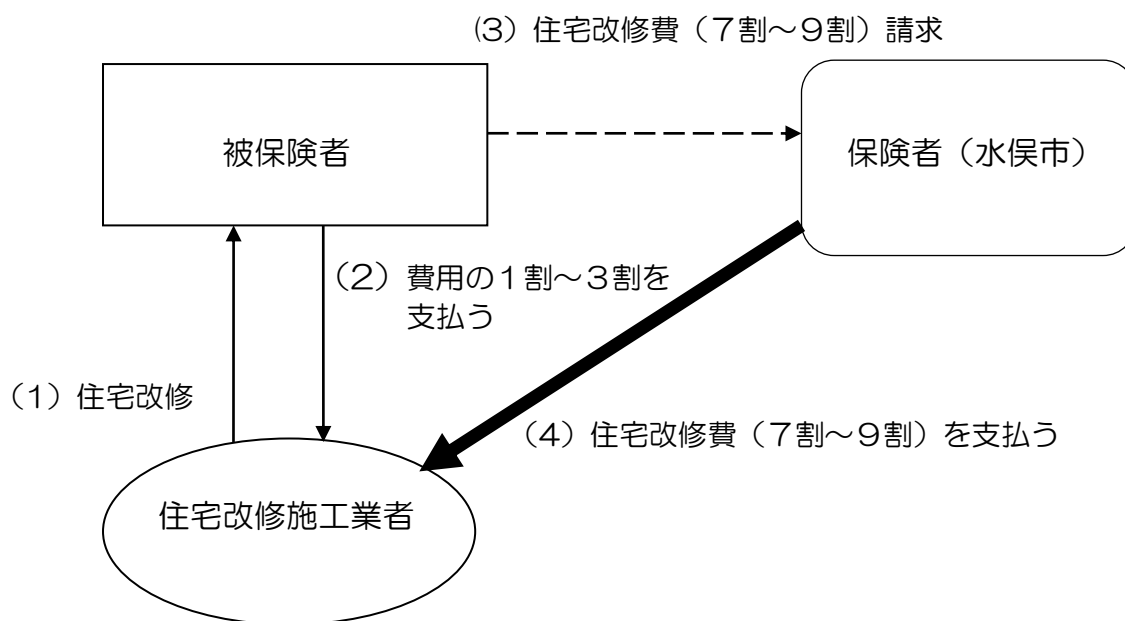 (3）住宅改修費（７割～９割）請求
被保険者
保険者（水俣市）
（2）費用の１割～３割を
支払う
（1）住宅改修
（4）住宅改修費（７割～９割）を支払う
住宅改修施工業者